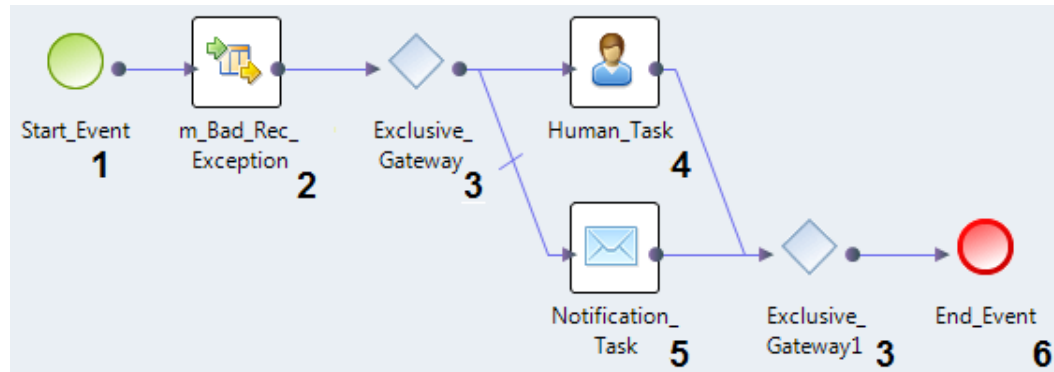 Start_Event
1
m_Bad_Rec_
Exception
2
Exclusive_
Gateway
3
Human_Task
4
Notification_
Task
5
Exclusive_
Gateway1
3
End_Event
6